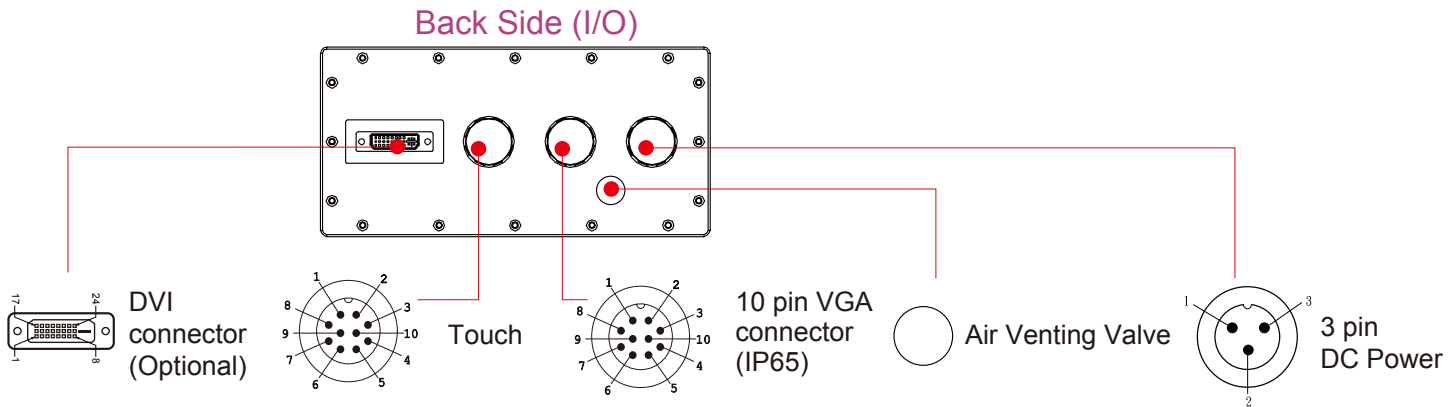 Back Side (I/O)
17
24
1
8
DVI
connector
(Optional)
1
2
8
3
9
10
7
4
6
5
Touch
1
2
8
3
9
10
7
4
6
5
10 pin VGA
connector
(IP65)
Air Venting Valve
1
3
2
3 pin
DC Power